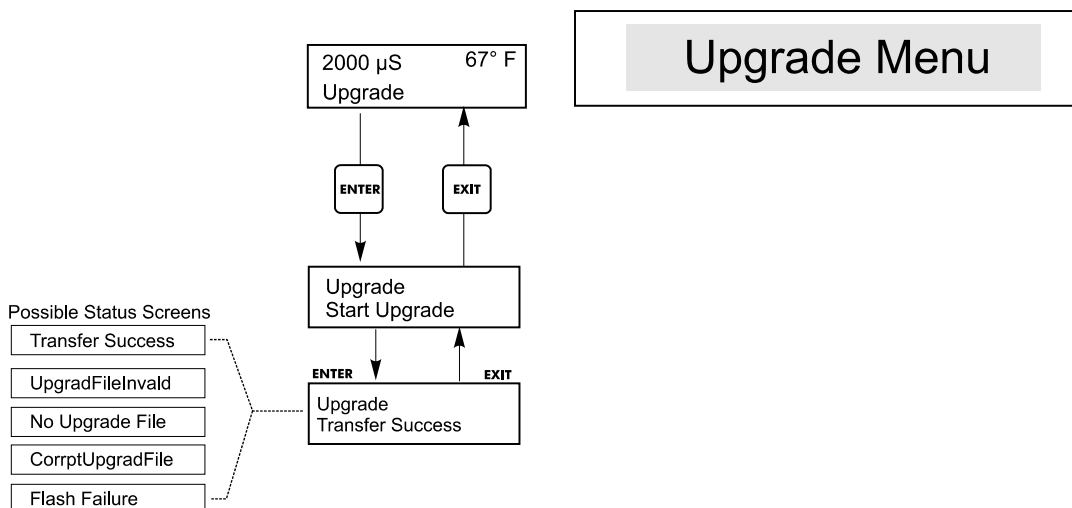 Upgrade Menu
2000 µS 67° F
Upgrade
ENTER EXIT
Upgrade
Start Upgrade
ENTER EXIT
Upgrade
Transfer Success
Possible Status Screens
Transfer Success
UpgradFileInvald
No Upgrade File
CorrptUpgradFile
Flash Failure